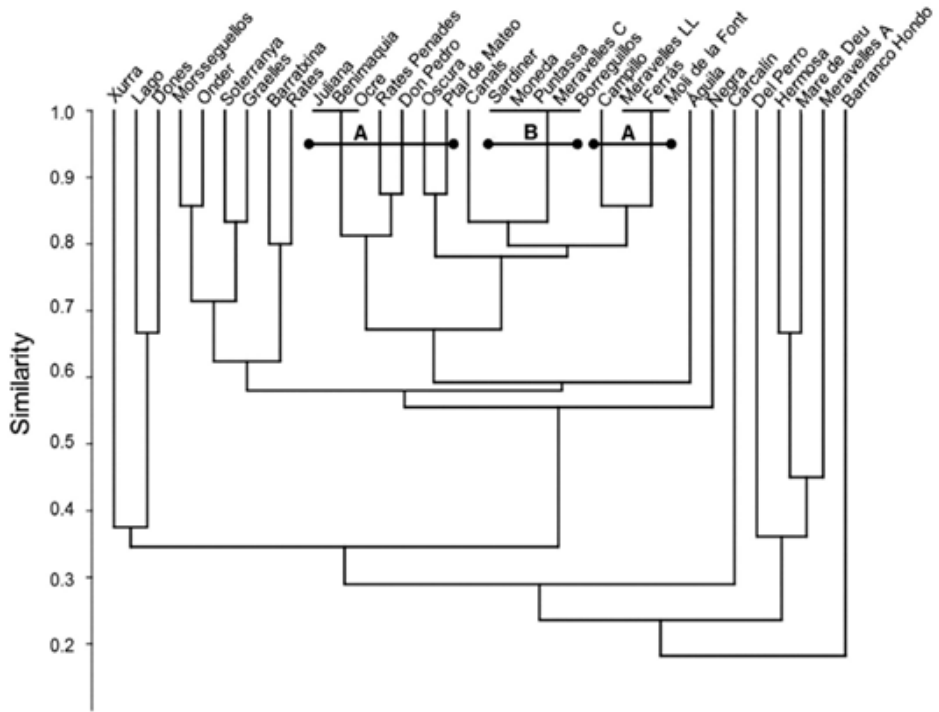 Xurra
Lago
Dones
Morsseguellos
Onder
Soterranya
Graelles
Barratxina
Rates
Juliana
Benimaquia
Ocre
Rates Penades
Don Pedro
Oscura
Ptal de Mateo
Canals
Sardiner
Moneda
Puntassa
Meravelles C
Borreguillos
Campillo
Meravelles LL
Ferrás
Moli de la Font
Aguila
Negra
Carcalín
Del Perro
Hermosa
Mare de Deu
Meravelles A
Barranco Hondo
1.0
A
B
A
0.9
0.8
0.7
0.6
0.5
0.4
0.3
0.2
Similarity